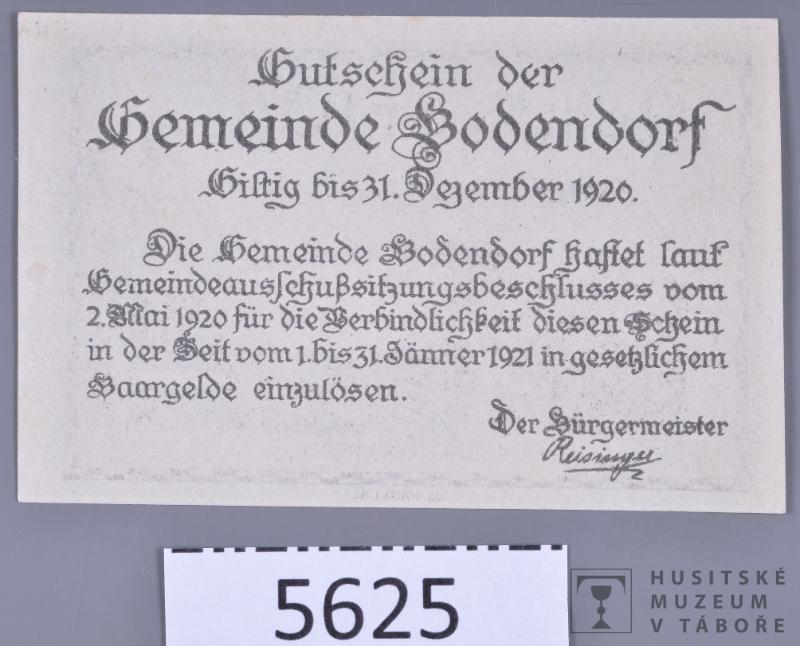 Gutschein der
Gemeinde Bodendorf
Giltig bis 31. Dezember 1920.
Die Gemeinde Bodendorf haftet laut
Gemeindeausschußsitzungsbeschlusses vom
2. Mai 1920 für die Verbindlichkeit diesen Schein
in der Zeit vom 1. bis 31. Jänner 1921 in gesetzlichem
Baargelde einzulösen.
Der Bürgermeister
Reisinger
5625
HUSITSKÉ
MUZEUM
V TÁBOŘE